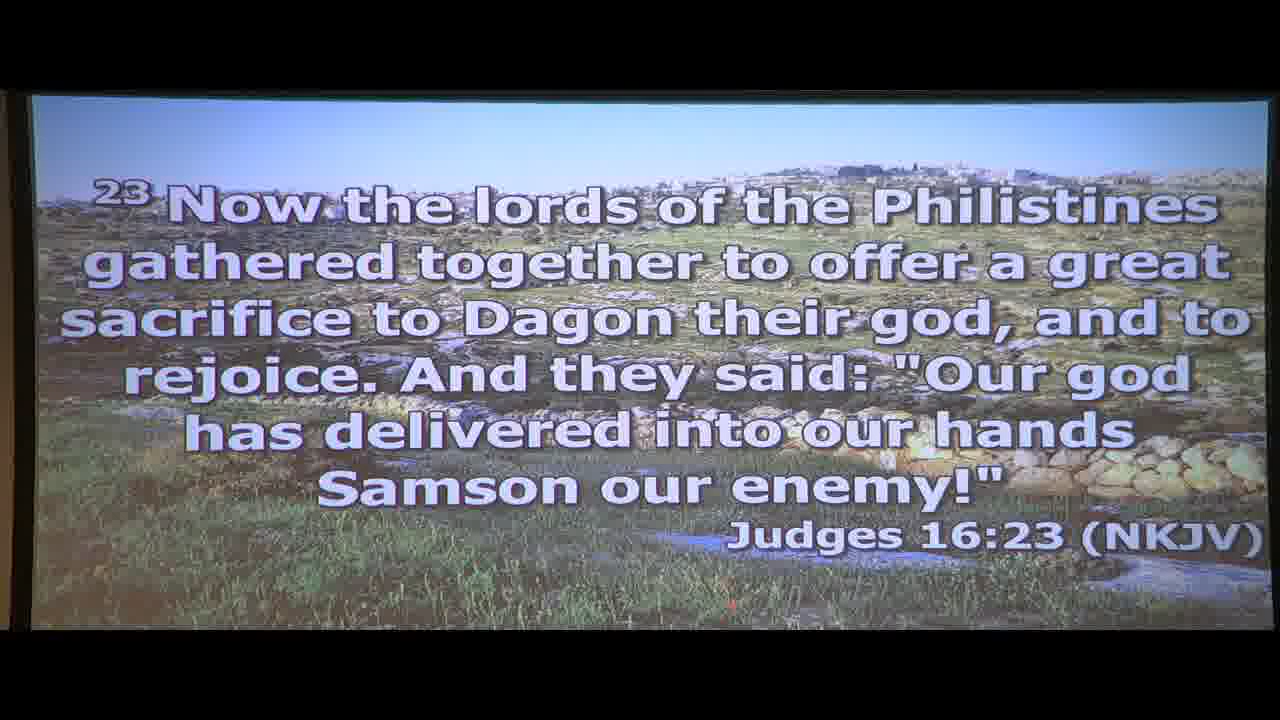 23 Now the lords of the Philistines
gathered together to offer a great
sacrifice to Dagon their god, and to
rejoice. And they said: "Our god
has delivered into our hands
Samson our enemy!"
Judges 16:23 (NKJV)